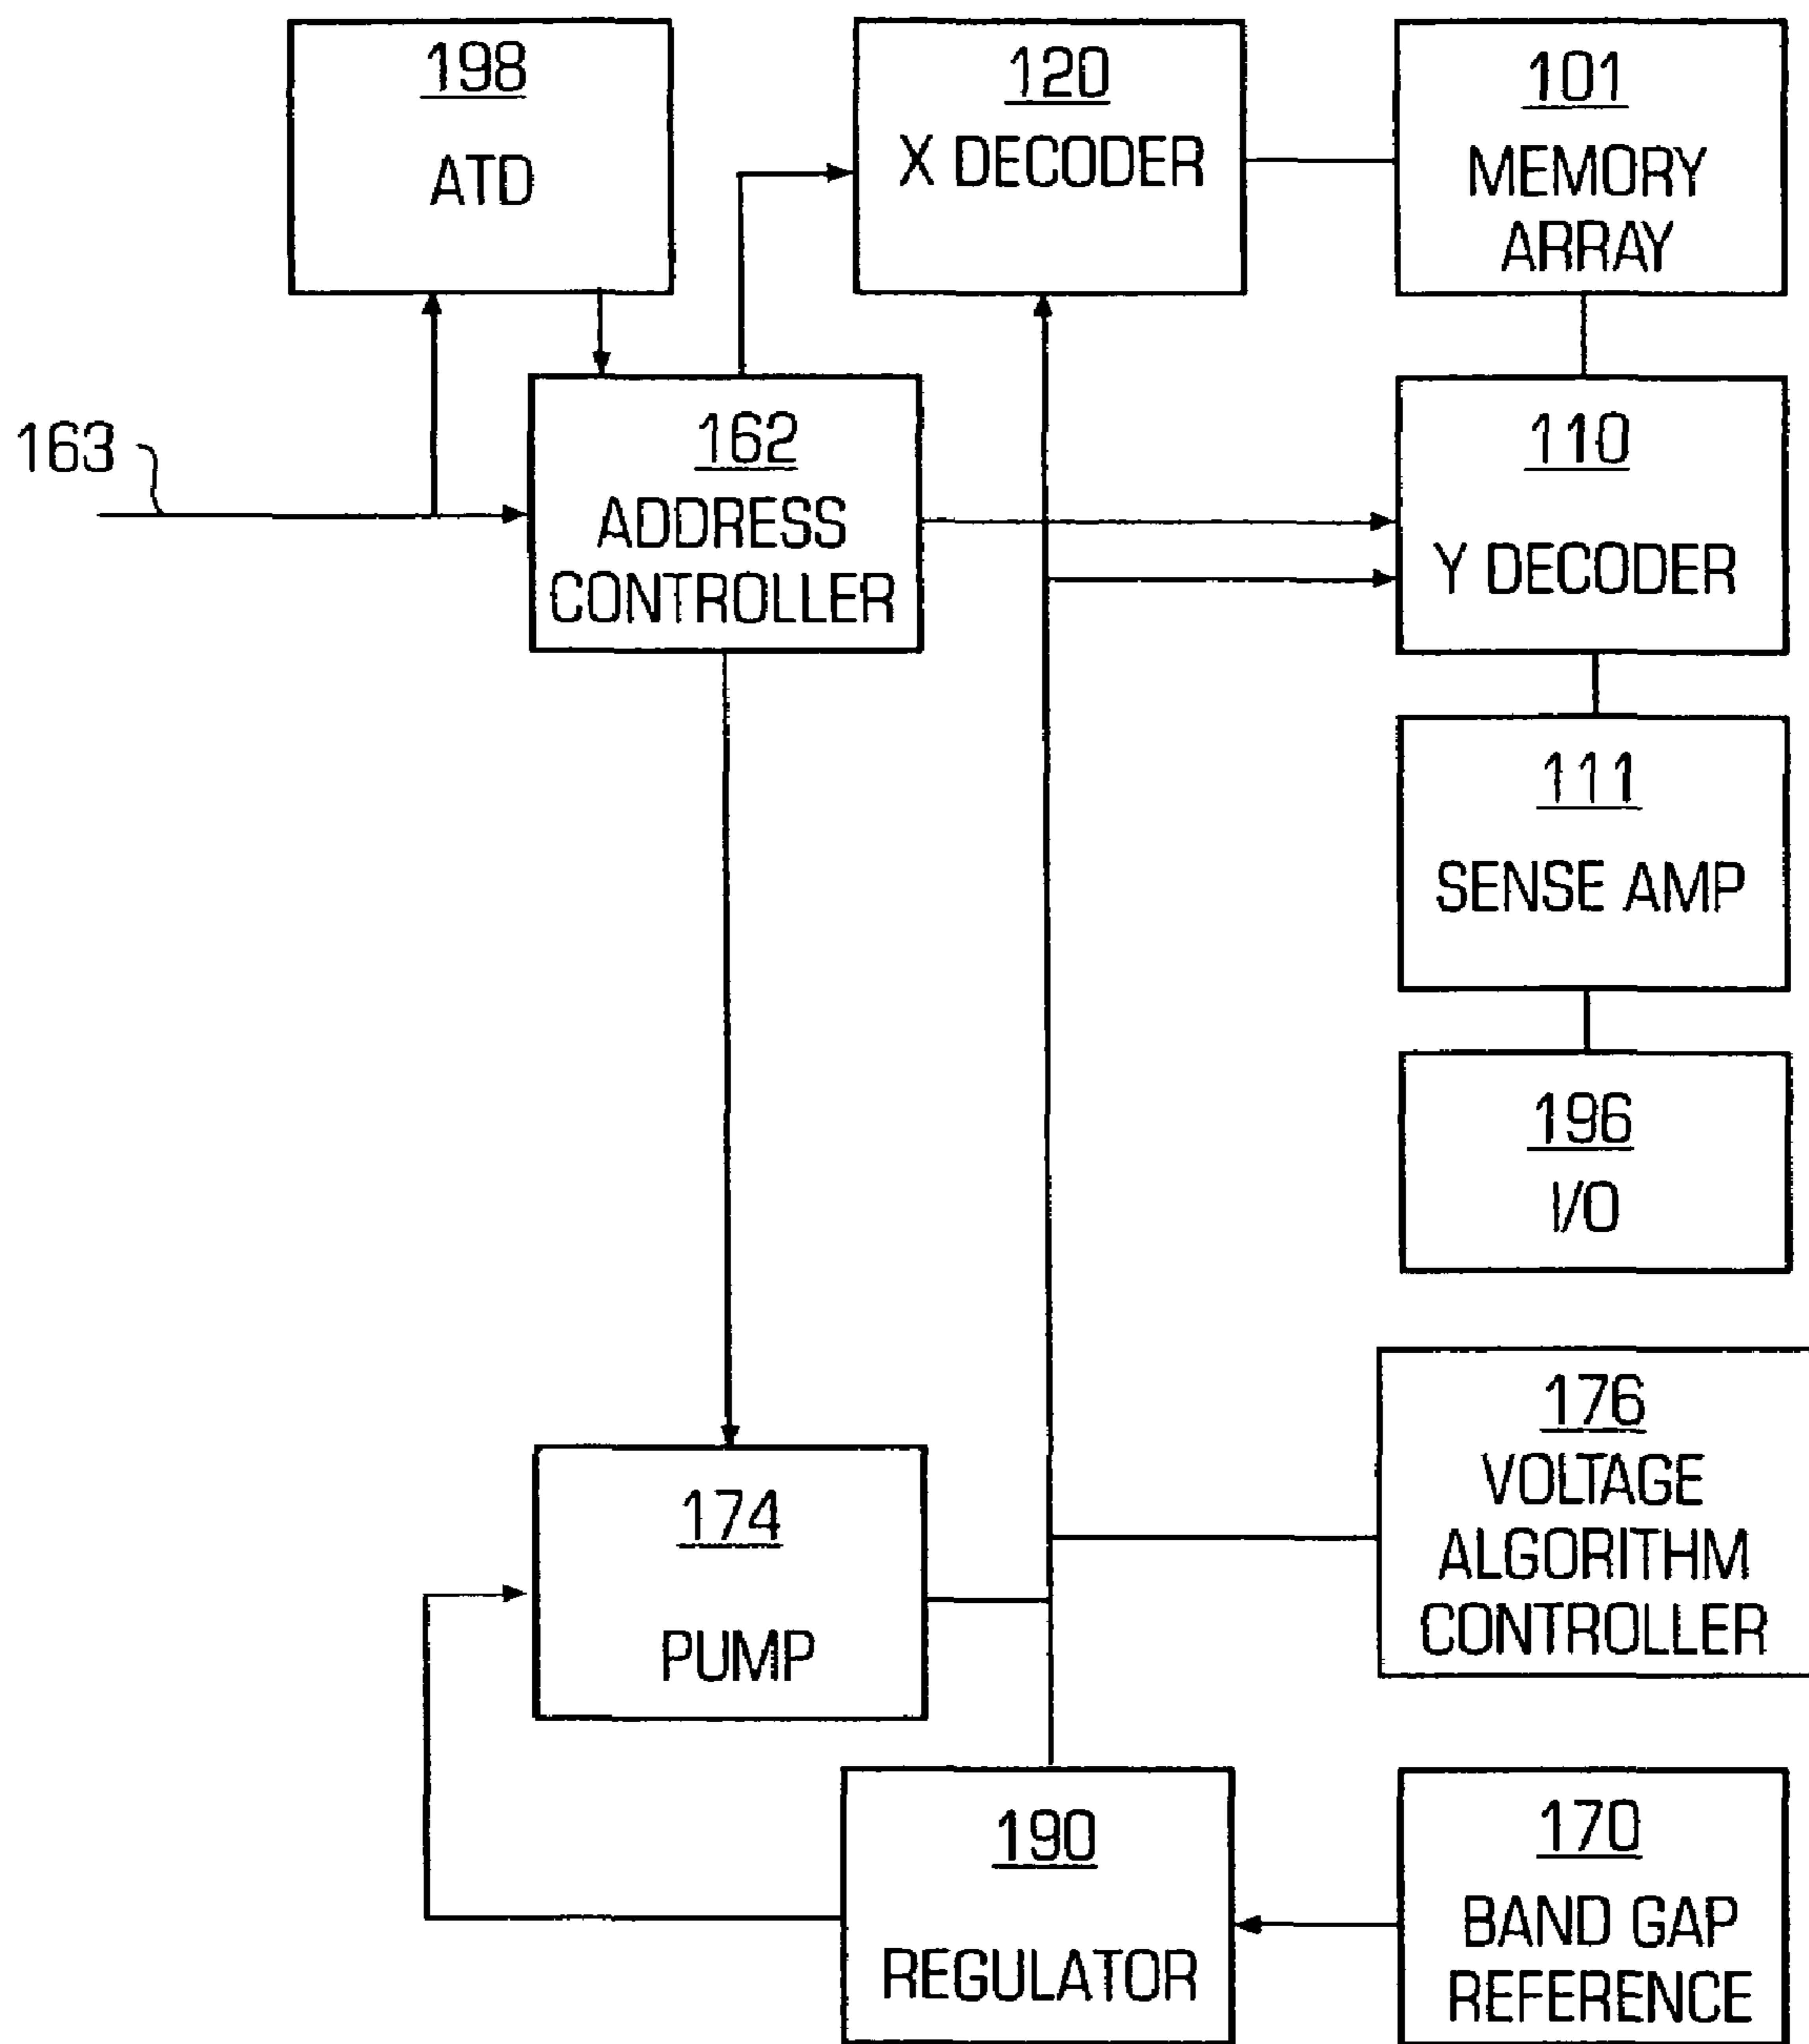 198
ATD
120
X DECODER
101
MEMORY
ARRAY
163
162
ADDRESS
CONTROLLER
110
Y DECODER
111
SENSE AMP
196
I/O
174
PUMP
176
VOLTAGE
ALGORITHM
CONTROLLER
190
REGULATOR
170
BAND GAP
REFERENCE